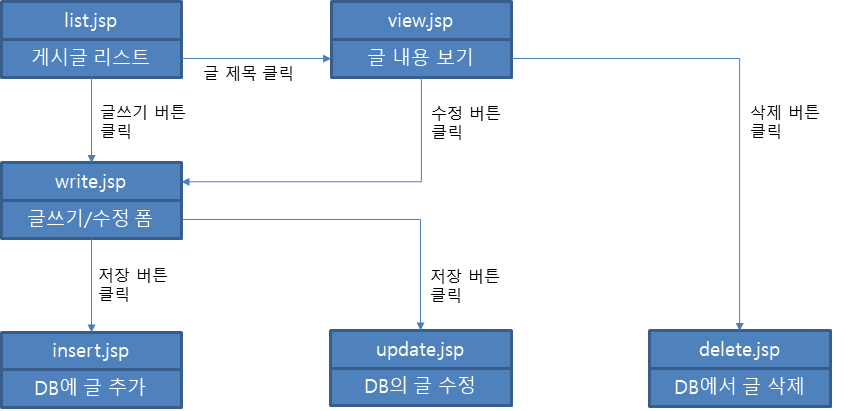 list.jsp
게시글 리스트
글 제목 클릭
view.jsp
글 내용 보기
글쓰기 버튼
클릭
수정 버튼
클릭
삭제 버튼
클릭
write.jsp
글쓰기/수정 폼
저장 버튼
클릭
저장 버튼
클릭
insert.jsp
DB에 글 추가
update.jsp
DB의 글 수정
delete.jsp
DB에서 글 삭제